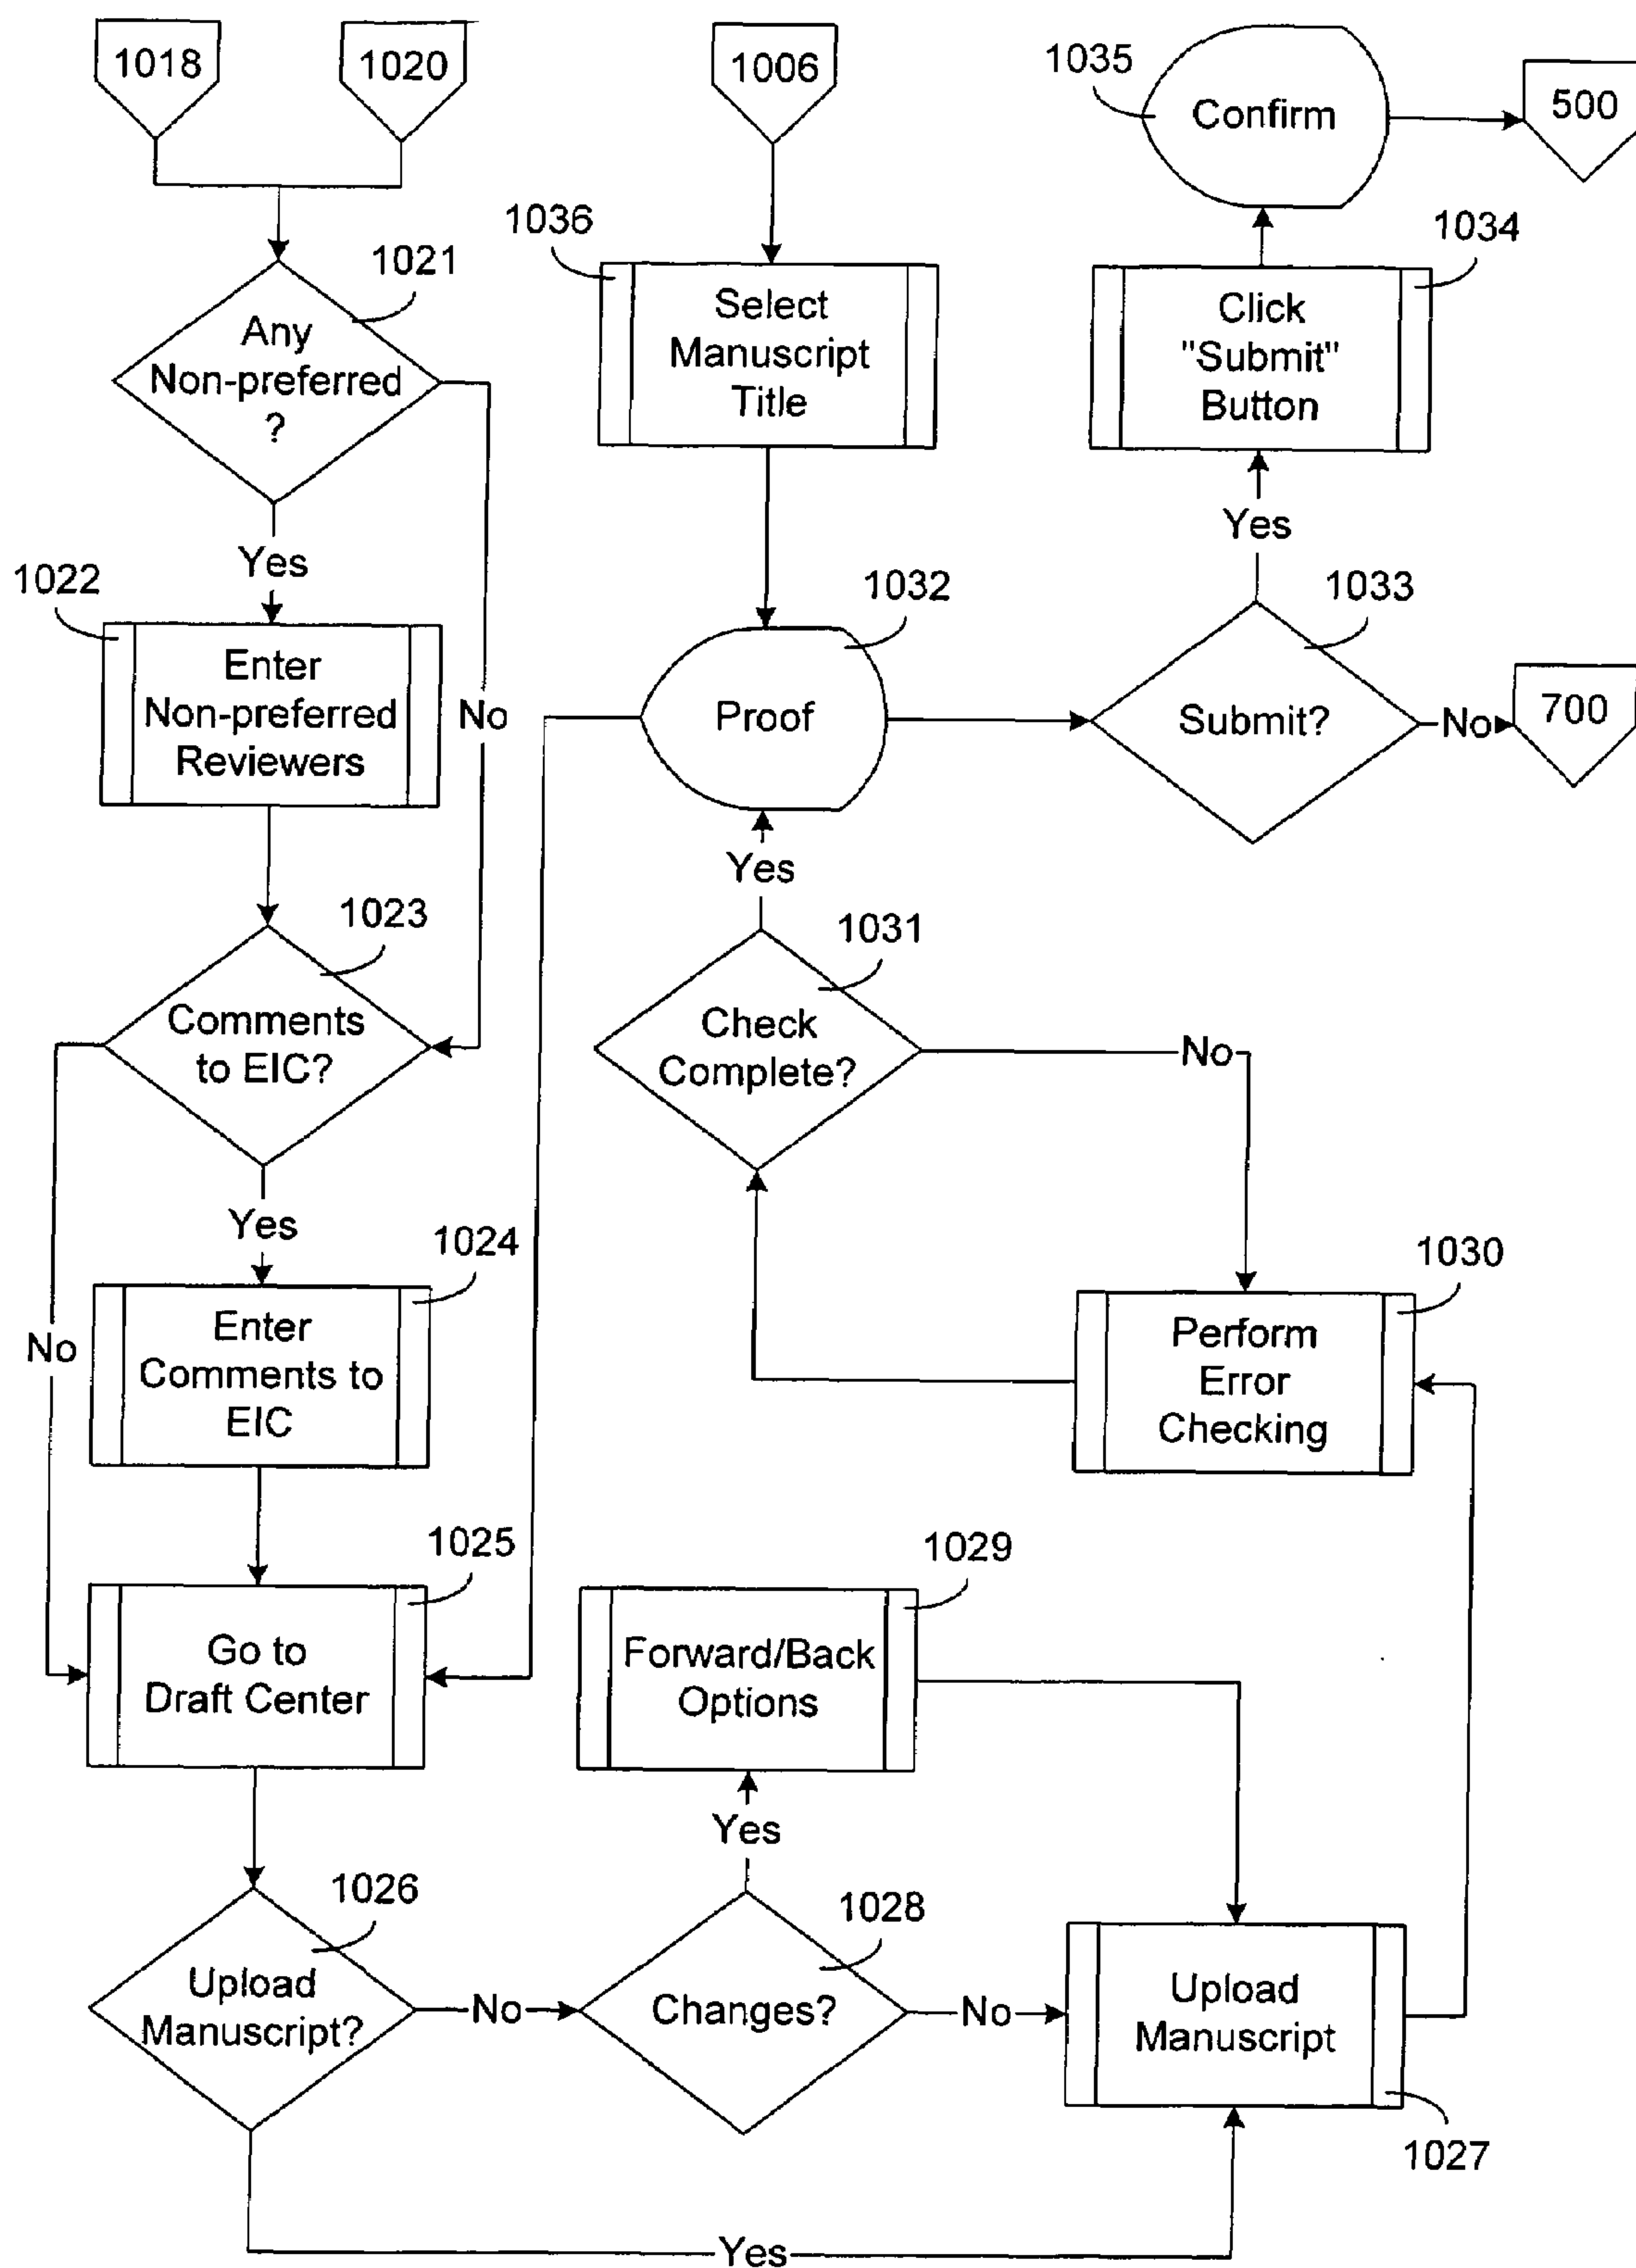 1018
1020
1021
Any
Non-preferred
?
Yes
No
1022
Enter
Non-preferred
Reviewers
1023
Comments
to EIC?
Yes
No
1024
Enter
Comments to
EIC
1025
Go to
Draft Center
1026
Upload
Manuscript?
No
Yes
1006
1036
Select
Manuscript
Title
1032
Proof
Yes
1031
Check
Complete?
No
1030
Perform
Error
Checking
1029
Forward/Back
Options
Yes
1028
Changes?
No
Upload
Manuscript
1027
1035
Confirm
500
1034
Click
"Submit"
Button
Yes
1033
Submit?
No
700